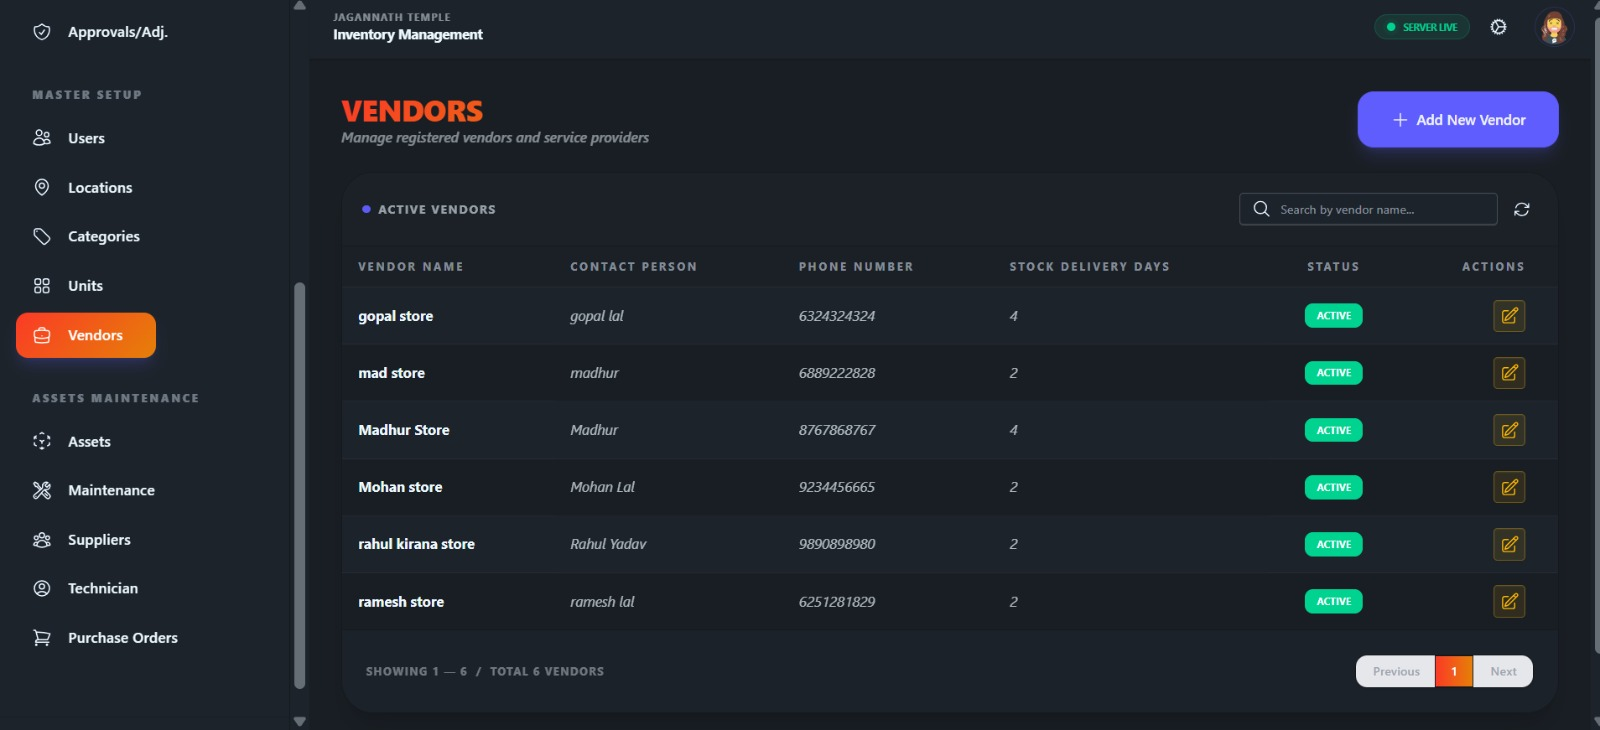 Approvals/Adj.
MASTER SETUP
Users
Locations
Categories
Units
Vendors
ASSETS MAINTENANCE
Assets
Maintenance
Suppliers
Technician
Purchase Orders
JAGANNATH TEMPLE
Inventory Management
SERVER LIVE
VENDORS
Manage registered vendors and service providers
Add New Vendor
ACTIVE VENDORS
Search by vendor name...
VENDOR NAME CONTACT PERSON PHONE NUMBER STOCK DELIVERY DAYS STATUS ACTIONS
gopal store gopal lal 6324324324 4 ACTIVE
mad store madhur 6889222828 2 ACTIVE
Madhur Store Madhur 8767868767 4 ACTIVE
Mohan store Mohan Lal 9234456665 2 ACTIVE
rahul kirana store Rahul Yadav 9890898980 2 ACTIVE
ramesh store ramesh lal 6251281829 2 ACTIVE
SHOWING 1 — 6 / TOTAL 6 VENDORS
Previous 1 Next